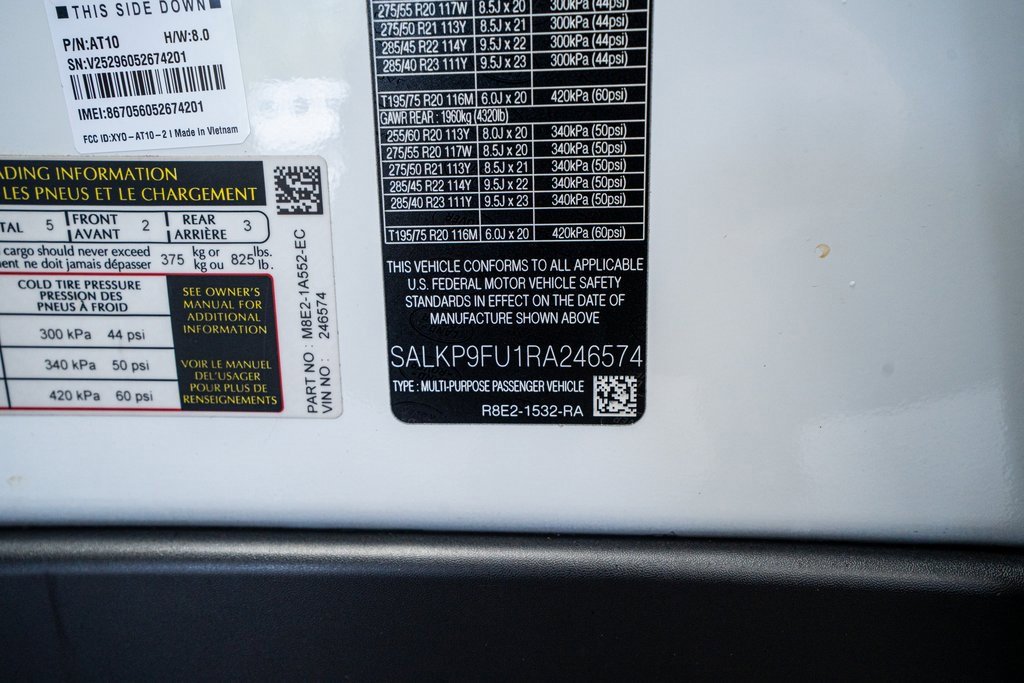 THIS SIDE DOWN
P/N:AT10 H/W:8.0
SN:V25296052674201
IMEI:867056052674201
FCC ID:XYO-AT10-2 | Made in Vietnam
ADING INFORMATION
LES PNEUS ET LE CHARGEMENT
TAL 5 FRONT AVANT 2 REAR ARRIÈRE 3
cargo should never exceed 375 kg or 825 lbs.
ent ne doit jamais dépasser kg ou lb.
COLD TIRE PRESSURE
PRESSION DES
PNEUS À FROID
300 kPa 44 psi
340 kPa 50 psi
420 kPa 60 psi
SEE OWNER'S
MANUAL FOR
ADDITIONAL
INFORMATION
VOIR LE MANUEL
DEL'USAGER
POUR PLUS DE
RENSEIGNEMENTS
PART NO : M8E2-1A552-EC
VIN NO : 246574
275/55 R20 117W 8.5J x 20 300kPa (44psi)
275/50 R21 113Y 8.5J x 21 300kPa (44psi)
285/45 R22 114Y 9.5J x 22 300kPa (44psi)
285/40 R23 111Y 9.5J x 23 300kPa (44psi)
T195/75 R20 116M 6.0J x 20 420kPa (60psi)
GAWR REAR : 1960kg (4320lb)
255/60 R20 113Y 8.0J x 20 340kPa (50psi)
275/55 R20 117W 8.5J x 20 340kPa (50psi)
275/50 R21 113Y 8.5J x 21 340kPa (50psi)
285/45 R22 114Y 9.5J x 22 340kPa (50psi)
285/40 R23 111Y 9.5J x 23 340kPa (50psi)
T195/75 R20 116M 6.0J x 20 420kPa (60psi)
THIS VEHICLE CONFORMS TO ALL APPLICABLE
U.S. FEDERAL MOTOR VEHICLE SAFETY
STANDARDS IN EFFECT ON THE DATE OF
MANUFACTURE SHOWN ABOVE
SALKP9FU1RA246574
TYPE : MULTI-PURPOSE PASSENGER VEHICLE
R8E2-1532-RA